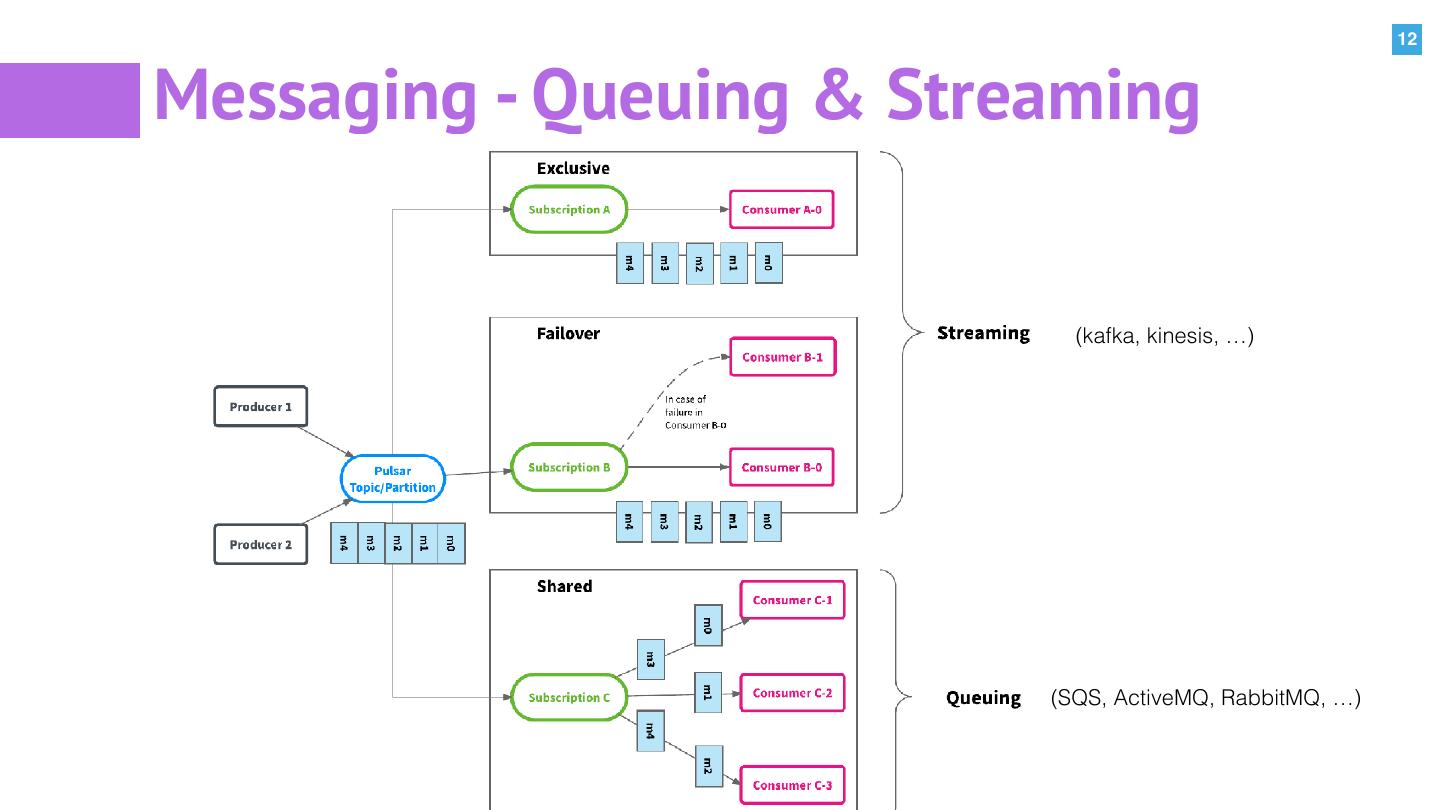 12
Messaging - Queuing & Streaming
Exclusive
Subscription A
Consumer A-0
m4 m3 m2 m1 m0
Failover
Consumer B-1
In case of
failure in
Consumer B-0
Subscription B
Consumer B-0
m4 m3 m2 m1 m0
Streaming (kafka, kinesis, …)
Producer 1
Pulsar
Topic/Partition
Producer 2
m4 m3 m2 m1 m0
Shared
Consumer C-1
m0
m3
Subscription C
m1
Consumer C-2
m4
m2
Consumer C-3
Queuing (SQS, ActiveMQ, RabbitMQ, …)